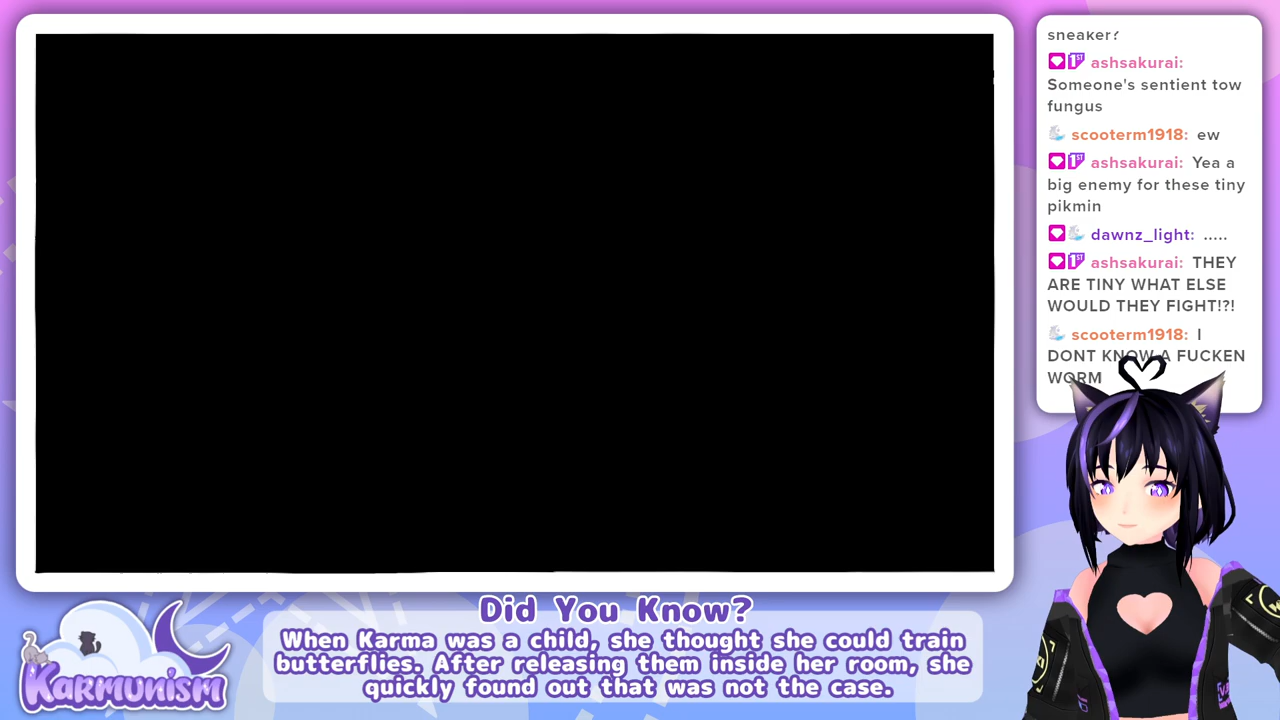 sneaker?
ashsakurai:
Someone's sentient tow
fungus
scooterm1918: ew
ashsakurai: Yea a
big enemy for these tiny
pikmin
dawnz_light: .....
ashsakurai: THEY
ARE TINY WHAT ELSE
WOULD THEY FIGHT!?!
scooterm1918: I
DONT KNOW A FUCKEN
WORM
Did You Know?
When Karma was a child, she thought she could train
butterflies. After releasing them inside her room, she
quickly found out that was not the case.
KARMUNISM